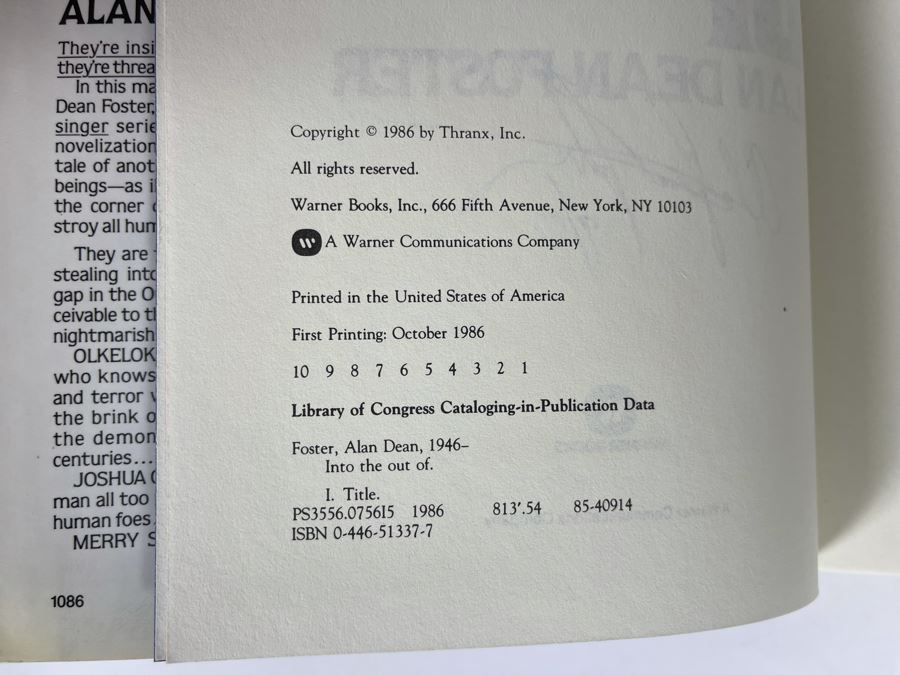 ALAN
They're insi
they're threa
In this ma
Dean Foster,
singer serie
novelization
tale of anot
beings—as i
the corner
stroy all hum
They are
stealing into
gap in the O
ceivable to t
nightmarish
OLKELOK
who knows
and terror
the brink o
the demon
centuries...
JOSHUA
man all too
human foes
MERRY S
1086
AN DEAN FOSTER
Copyright © 1986 by Thranx, Inc.
All rights reserved.
Warner Books, Inc., 666 Fifth Avenue, New York, NY 10103
A Warner Communications Company
Printed in the United States of America
First Printing: October 1986
10 9 8 7 6 5 4 3 2 1
Library of Congress Cataloging-in-Publication Data
Foster, Alan Dean, 1946–
Into the out of.
I. Title.
PS3556.O756I5 1986 813'.54 85-40914
ISBN 0-446-51337-7